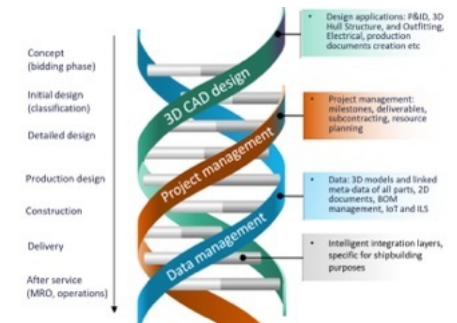 Concept
(bidding phase)
Initial design
(classification)
Detailed design
Production design
Construction
Delivery
After service
(MRO, operations)
3D CAD design
Project management
Data management
• Design applications: P&ID, 3D
Hull Structure, and Outfitting,
Electrical, production
documents creation etc
• Project management:
milestones, deliverables,
subcontracting, resource
planning
• Data: 3D models and linked
meta-data of all parts, 2D
documents, BOM
management, IoT and ILS
• Intelligent integration layers,
specific for shipbuilding
purposes